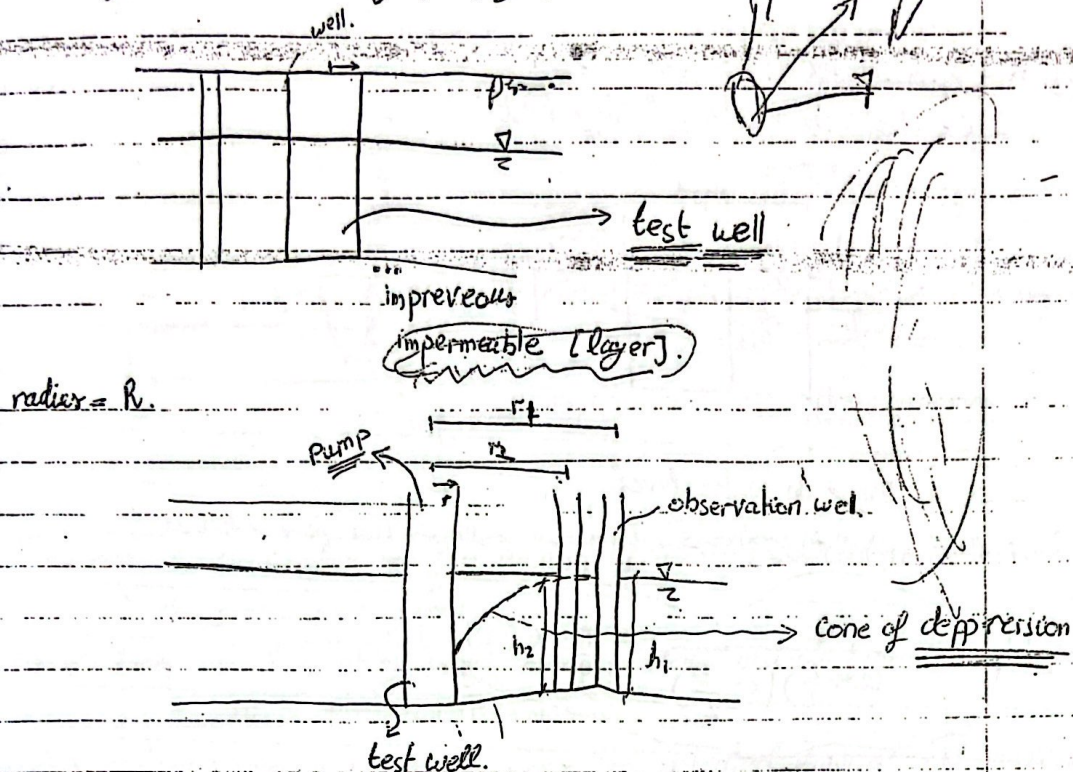 well.
test well
impreveous
impermeable [layer].
radius = R.
r1
r2
pump
r
observation wel.
h2
h1
cone of deppression
test well.